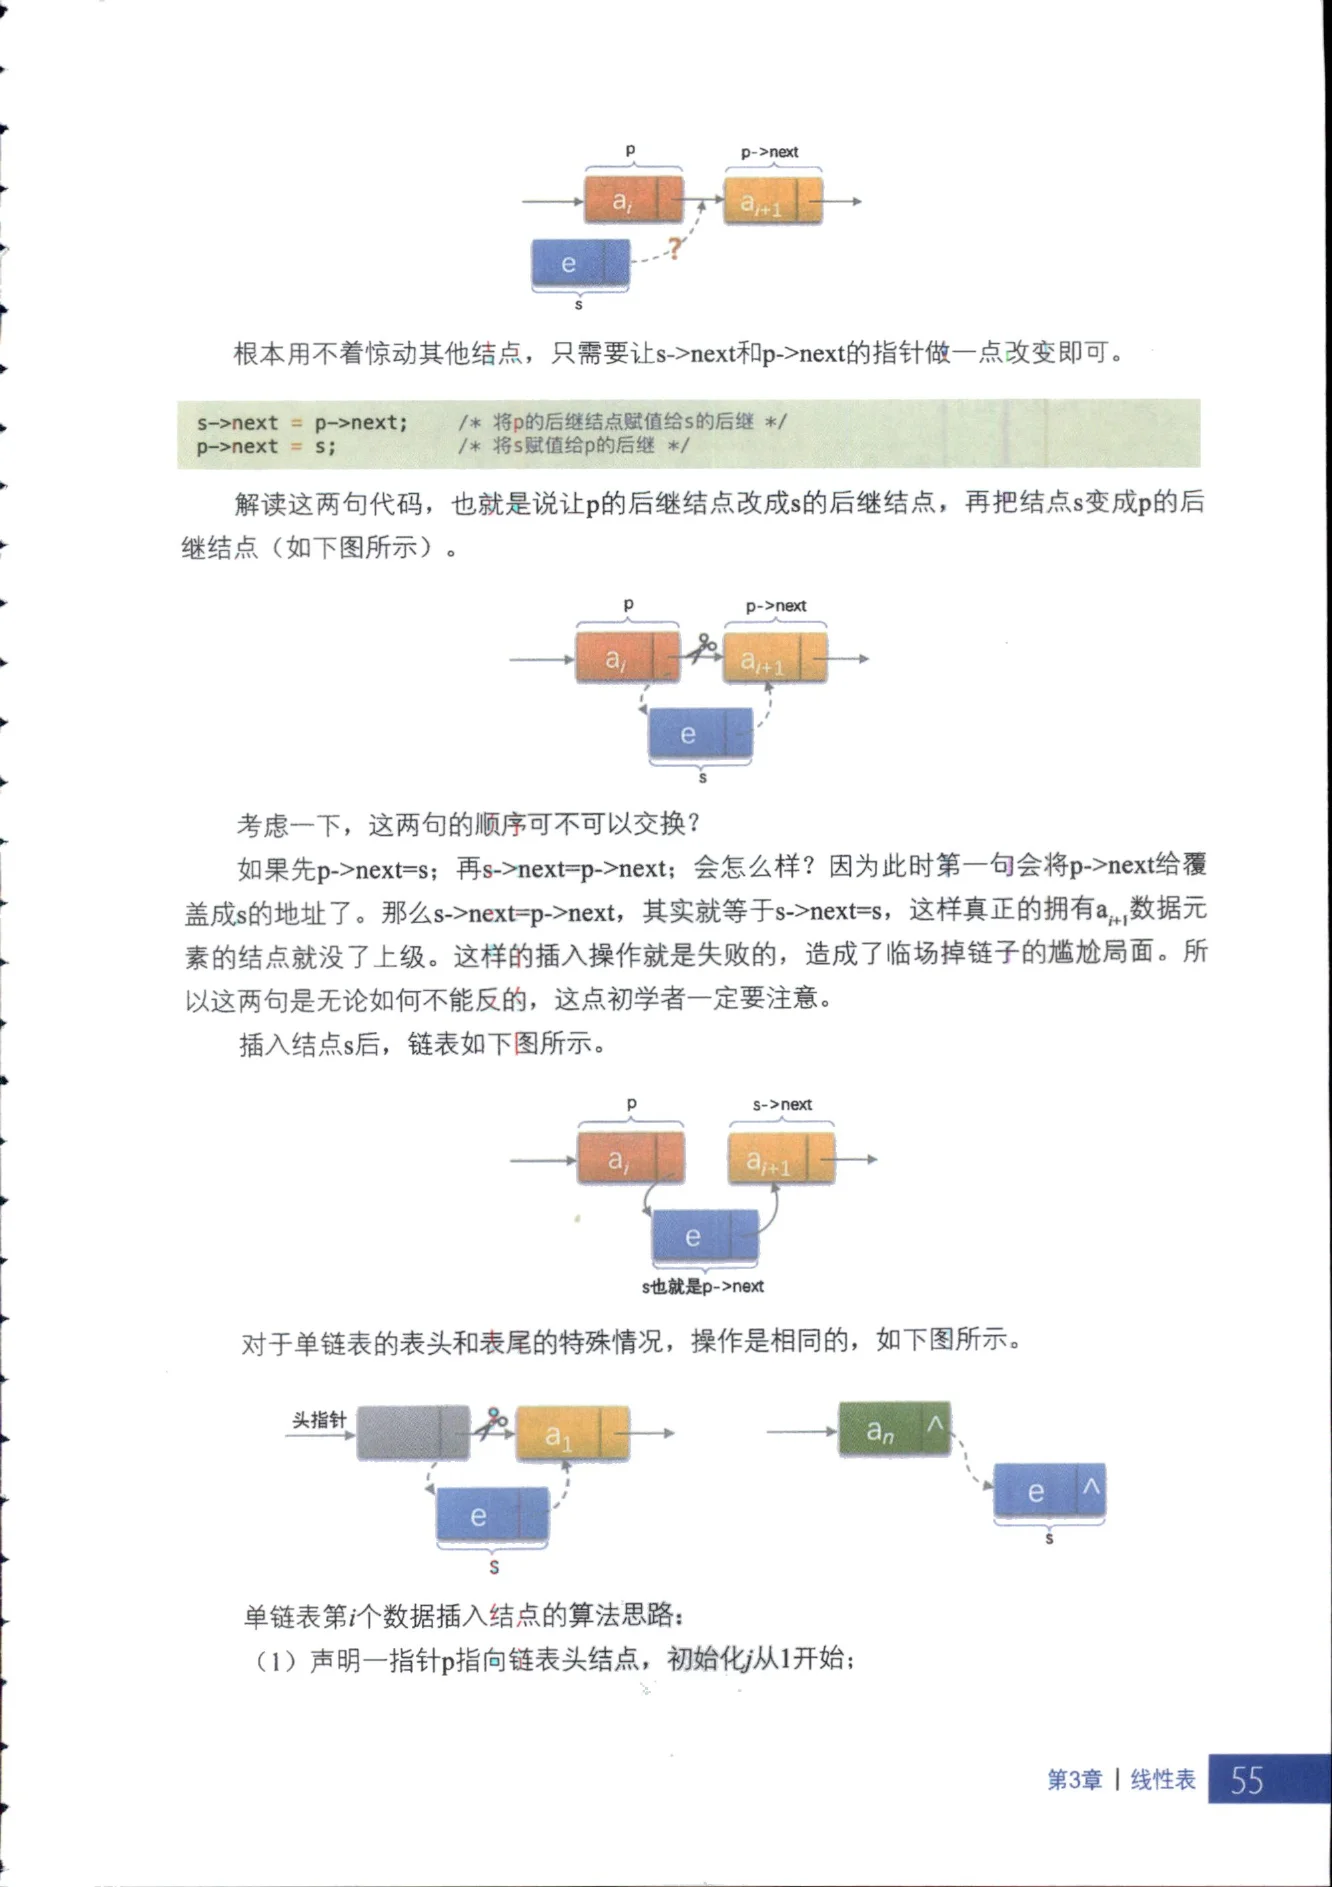 p p->next
aᵢ aᵢ₊₁
?
e
s
根本用不着惊动其他结点，只需要让s->next和p->next的指针做一点改变即可。
s->next = p->next; /* 将p的后继结点赋值给s的后继 */
p->next = s; /* 将s赋值给p的后继 */
解读这两句代码，也就是说让p的后继结点改成s的后继结点，再把结点s变成p的后
继结点（如下图所示）。
p p->next
aᵢ aᵢ₊₁
e
s
考虑一下，这两句的顺序可不可以交换？
如果先p->next=s；再s->next=p->next；会怎么样？因为此时第一句会将p->next给覆
盖成s的地址了。那么s->next=p->next，其实就等于s->next=s，这样真正的拥有aᵢ₊₁数据元
素的结点就没了上级。这样的插入操作就是失败的，造成了临场掉链子的尴尬局面。所
以这两句是无论如何不能反的，这点初学者一定要注意。
插入结点s后，链表如下图所示。
p s->next
aᵢ aᵢ₊₁
e
s也就是p->next
对于单链表的表头和表尾的特殊情况，操作是相同的，如下图所示。
头指针 a₁ aₙ ^
e e ^
s s
单链表第i个数据插入结点的算法思路：
（1）声明一指针p指向链表头结点，初始化j从1开始；
第3章 | 线性表 55